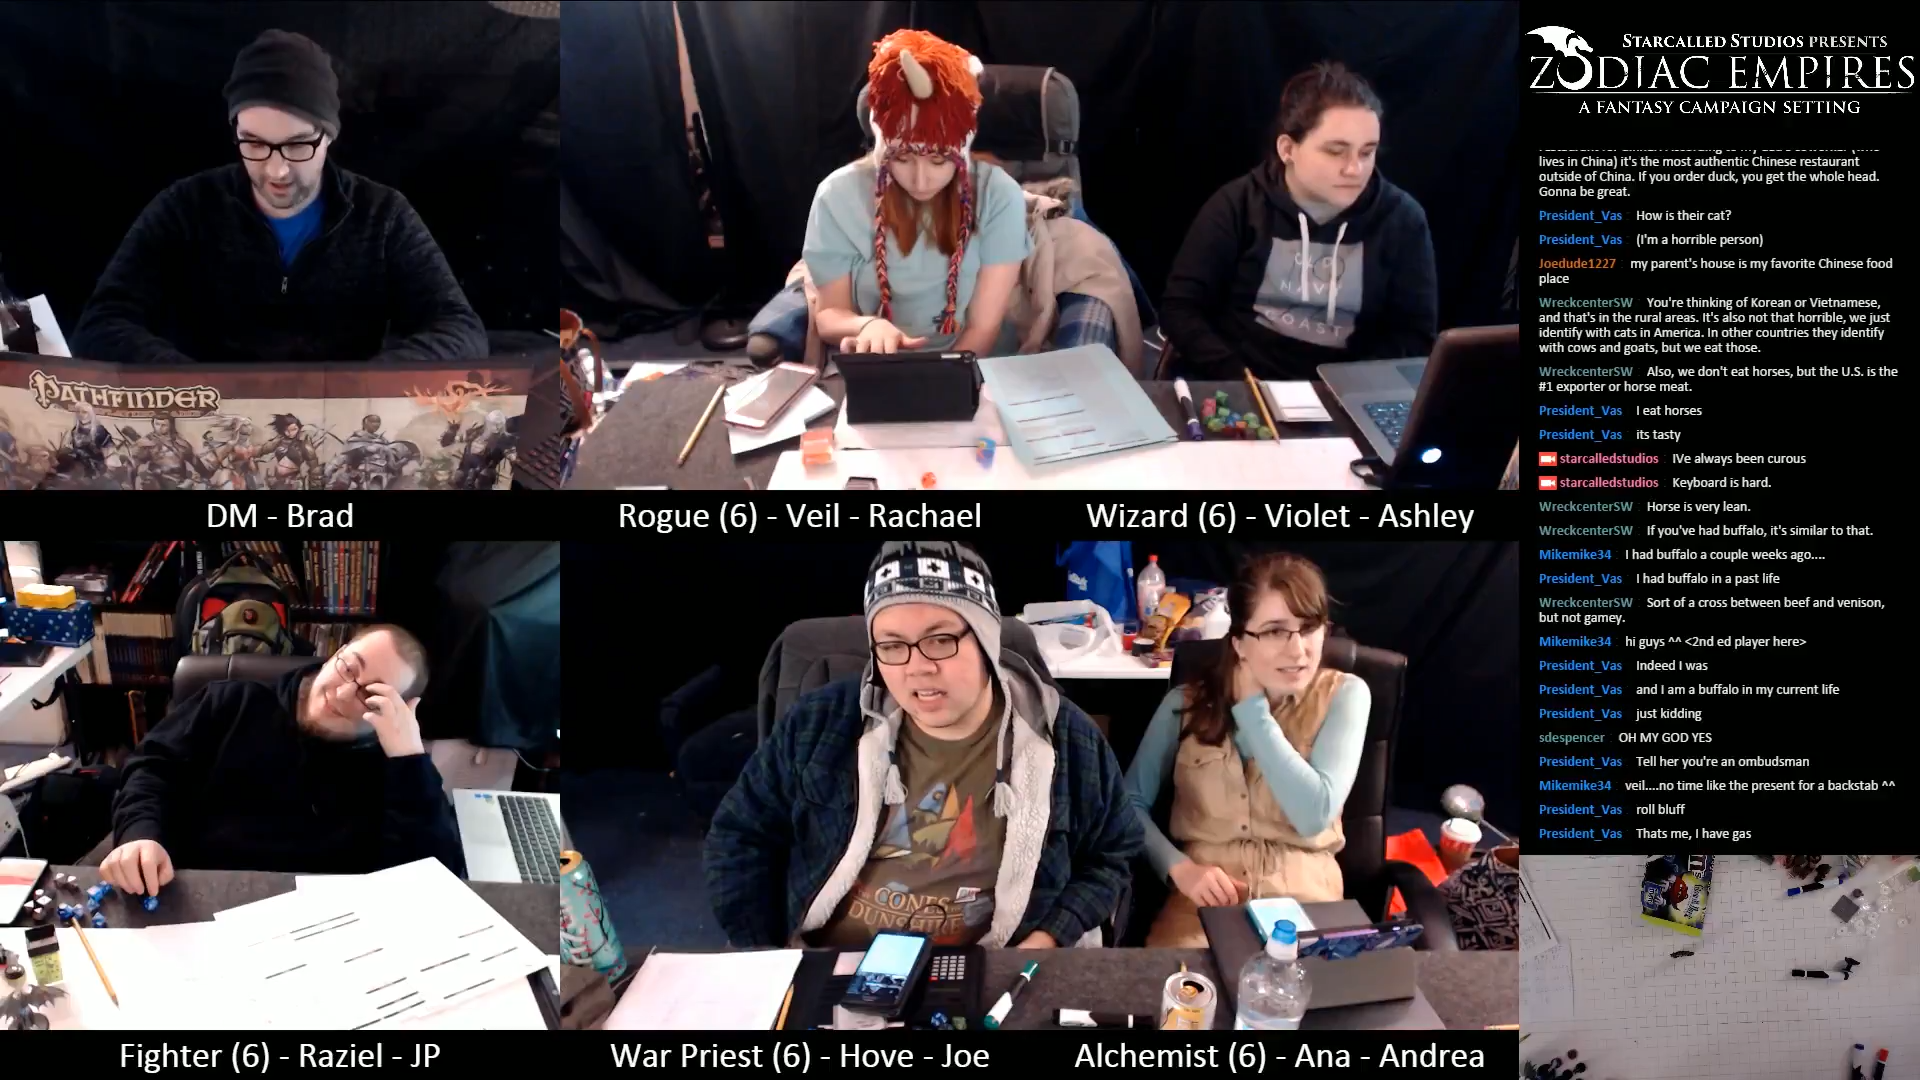 PATHFINDER
OLD
NAVY
COAST
DM - Brad
Rogue (6) - Veil - Rachael
Wizard (6) - Violet - Ashley
CONES
DUNSHIRE
Fighter (6) - Raziel - JP
War Priest (6) - Hove - Joe
Alchemist (6) - Ana - Andrea
STARCALLED STUDIOS PRESENTS
ZODIAC EMPIRES
A FANTASY CAMPAIGN SETTING
lives in China) it's the most authentic Chinese restaurant
outside of China. If you order duck, you get the whole head.
Gonna be great.
President_Vas : How is their cat?
President_Vas : (I'm a horrible person)
Joedude1227 : my parent's house is my favorite Chinese food
place
WreckcenterSW : You're thinking of Korean or Vietnamese,
and that's in the rural areas. It's also not that horrible, we just
identify with cats in America. In other countries they identify
with cows and goats, but we eat those.
WreckcenterSW : Also, we don't eat horses, but the U.S. is the
#1 exporter or horse meat.
President_Vas : I eat horses
President_Vas : its tasty
starcalledstudios : IVe always been curous
starcalledstudios : Keyboard is hard.
WreckcenterSW : Horse is very lean.
WreckcenterSW : If you've had buffalo, it's similar to that.
Mikemike34 : I had buffalo a couple weeks ago....
President_Vas : I had buffalo in a past life
WreckcenterSW : Sort of a cross between beef and venison,
but not gamey.
Mikemike34 : hi guys ^^ <2nd ed player here>
President_Vas : Indeed I was
President_Vas : and I am a buffalo in my current life
President_Vas : just kidding
sdespencer : OH MY GOD YES
President_Vas : Tell her you're an ombudsman
Mikemike34 : veil....no time like the present for a backstab ^^
President_Vas : roll bluff
President_Vas : Thats me, I have gas